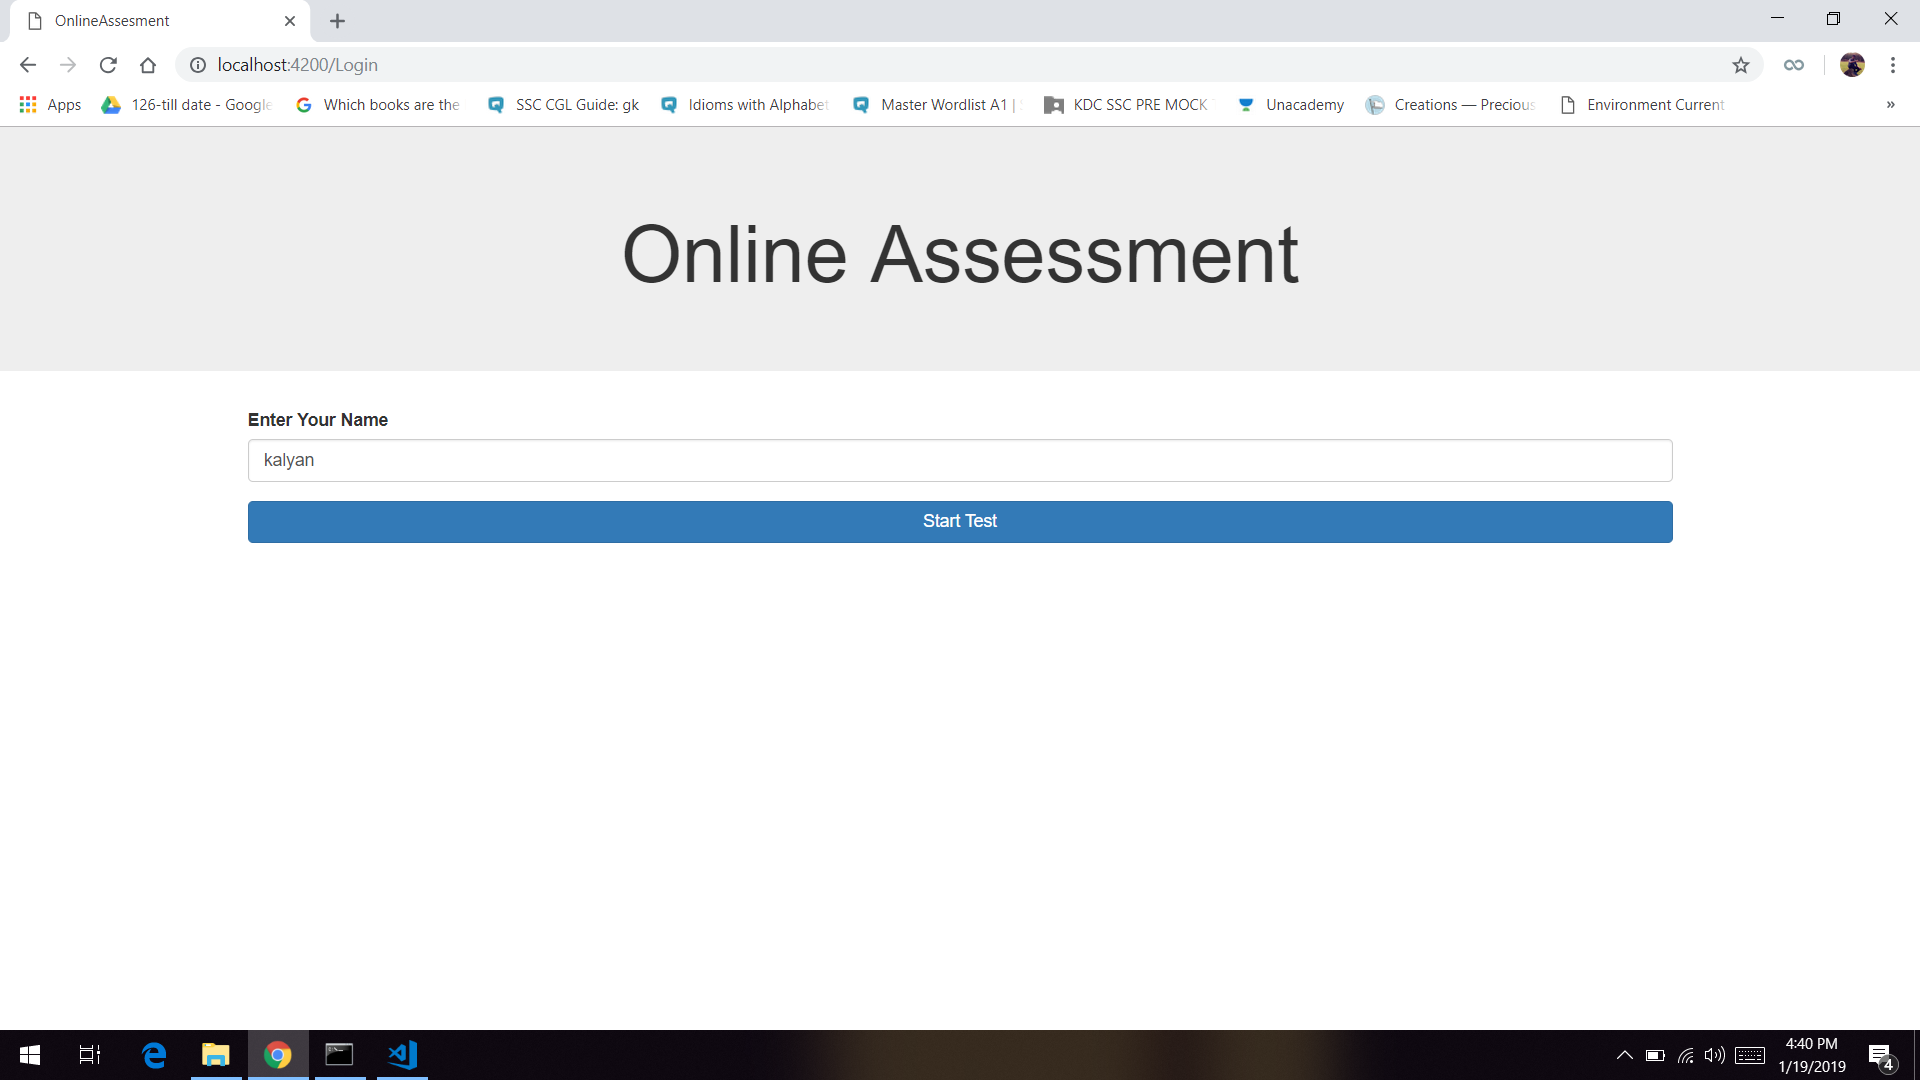 OnlineAssesment
localhost:4200/Login
Apps
126-till date - Google
Which books are the
SSC CGL Guide: gk
Idioms with Alphabet
Master Wordlist A1 |
KDC SSC PRE MOCK
Unacademy
Creations — Precious
Environment Current
»
Online Assessment
Enter Your Name
kalyan
Start Test
4:40 PM
1/19/2019
4